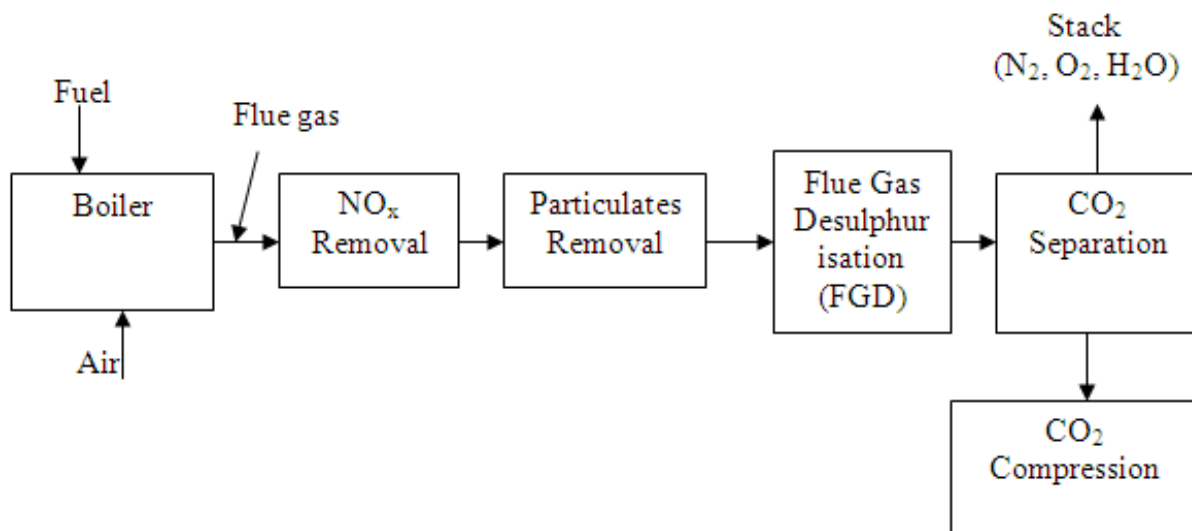 Stack
(N₂, O₂, H₂O)
Fuel
Flue gas
Boiler
NOₓ
Removal
Particulates
Removal
Flue Gas
Desulphur
isation
(FGD)
CO₂
Separation
Air
CO₂
Compression